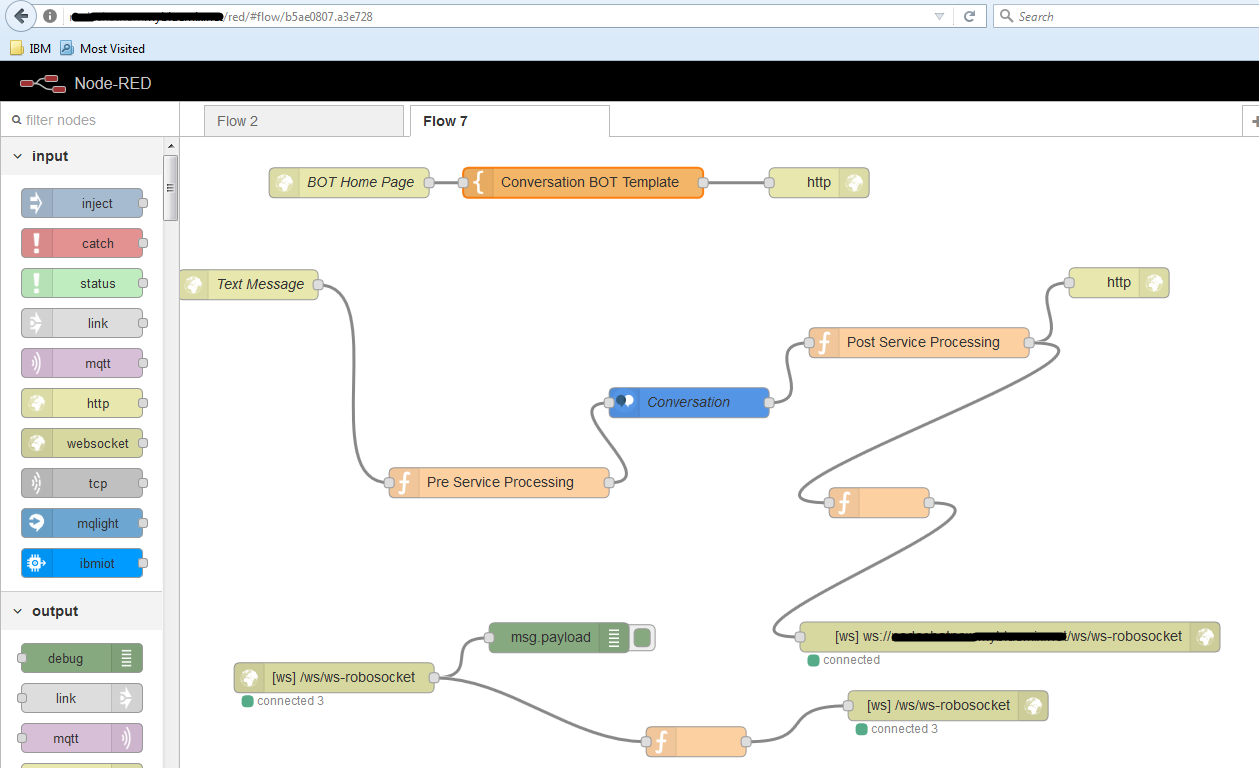 /red/#flow/b5ae0807.a3e728
Search
IBM
Most Visited
Node-RED
filter nodes
Flow 2
Flow 7
input
inject
catch
status
link
mqtt
http
websocket
tcp
mqlight
ibmiot
output
debug
link
mqtt
BOT Home Page
Conversation BOT Template
http
Text Message
http
Post Service Processing
Conversation
Pre Service Processing
msg.payload
[ws] ws:// /ws/ws-robosocket
connected
[ws] /ws/ws-robosocket
connected 3
[ws] /ws/ws-robosocket
connected 3